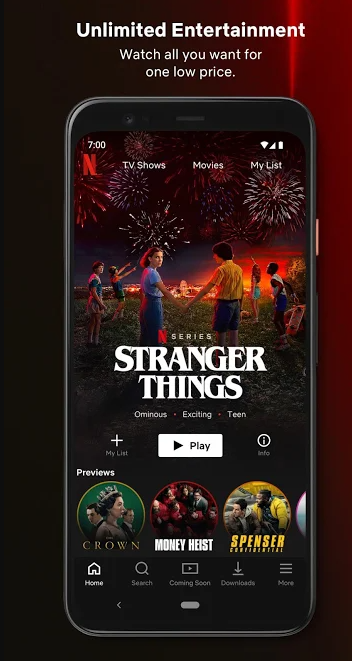 Unlimited Entertainment
Watch all you want for
one low price.
7:00
N TV Shows Movies My List
N SERIES
STRANGER
THINGS
Ominous • Exciting • Teen
My List Play Info
Previews
CROWN MONEY HEIST SPENSER
CONFIDENTIAL
Home Search Coming Soon Downloads More